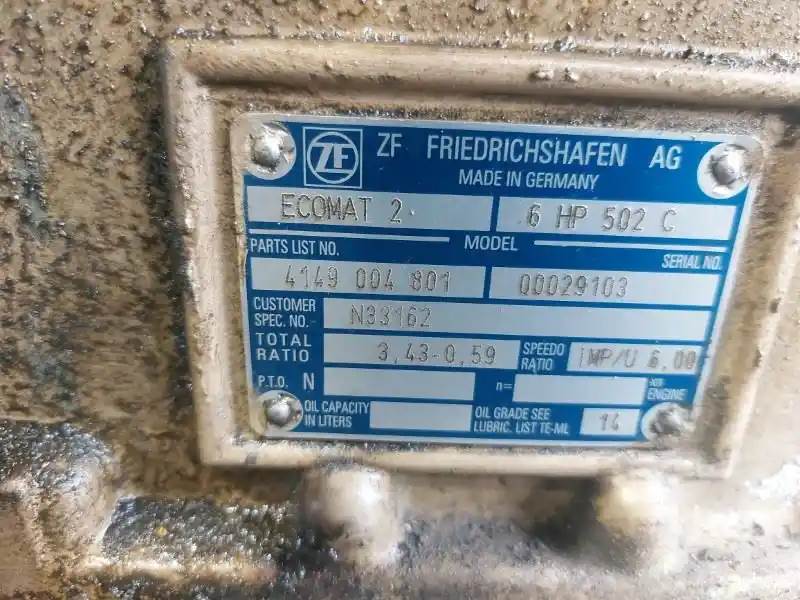 ZF ZF FRIEDRICHSHAFEN AG
MADE IN GERMANY
ECOMAT 2 6 HP 502 C
PARTS LIST NO. MODEL SERIAL NO.
4149 004 801 00029103
CUSTOMER SPEC. NO. N33162
TOTAL RATIO 3,43-0,59 SPEEDO RATIO IMP/U 6,00
P.T.O. N n= ENGINE
OIL CAPACITY IN LITERS OIL GRADE SEE LUBRIC. LIST TE-ML 14